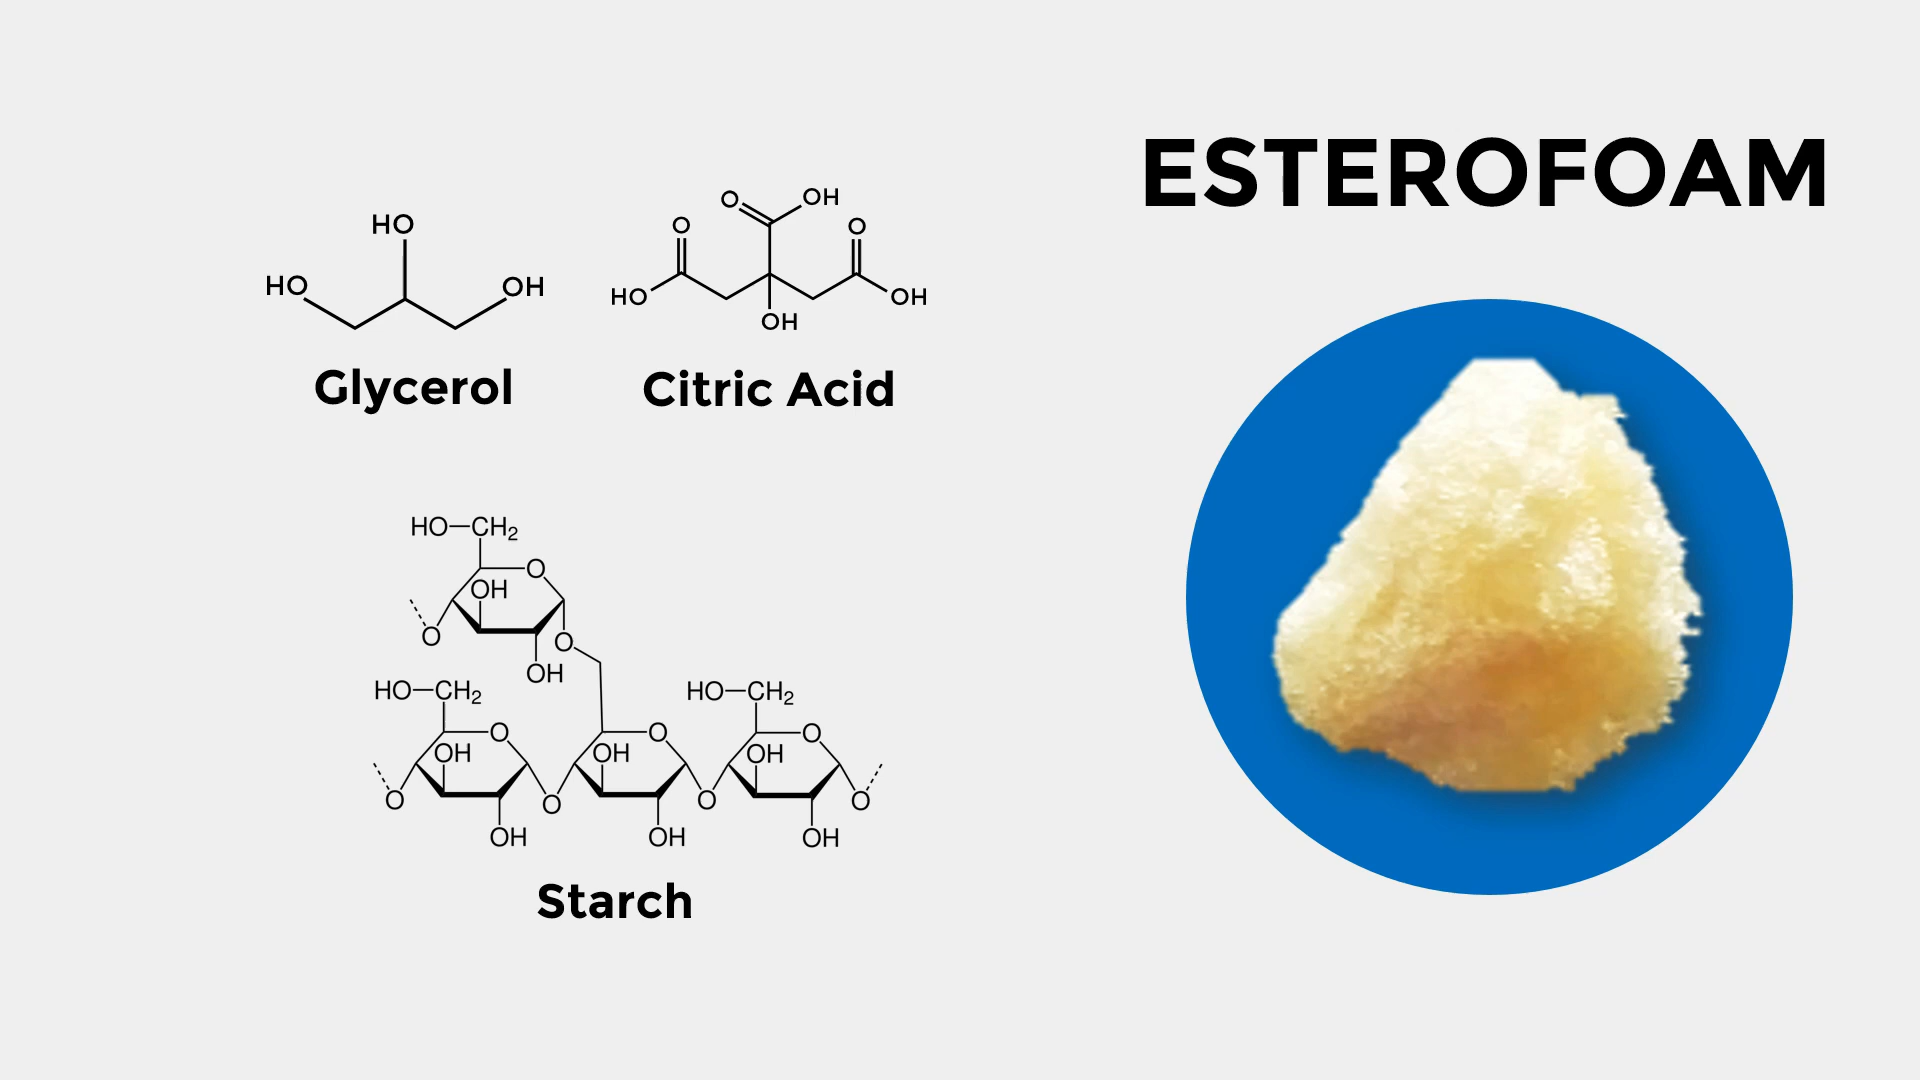 ESTEROFOAM
HO
HO
OH
Glycerol
O
OH
O
O
HO
OH
OH
Citric Acid
HO—CH₂
O
OH
O
O
OH
HO—CH₂
HO—CH₂
O
O
O
OH
OH
OH
O
O
O
O
OH
OH
OH
Starch